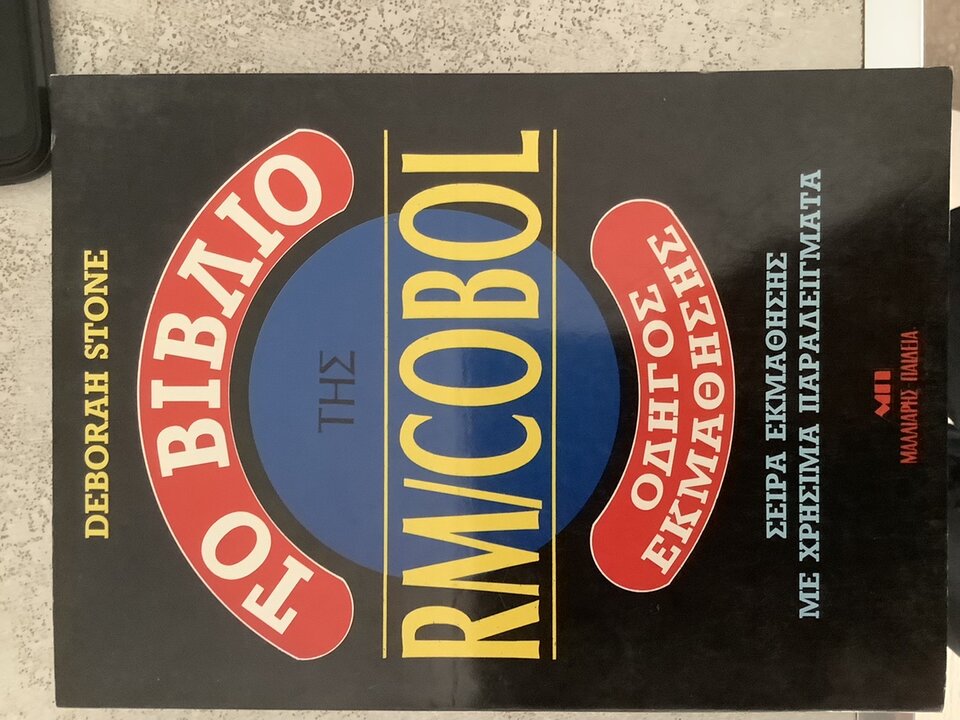 DEBORAH STONE
ΤΟ ΒΙΒΛΙΟ
ΤΗΣ
RM/COBOL
ΟΔΗΓΟΣ
ΕΚΜΑΘΗΣΗΣ
ΣΕΙΡΑ ΕΚΜΑΘΗΣΗΣ
ΜΕ ΧΡΗΣΙΜΑ ΠΑΡΑΔΕΙΓΜΑΤΑ
ΜΑΛΛΙΑΡΗΣ ΠΑΙΔΕΙΑ